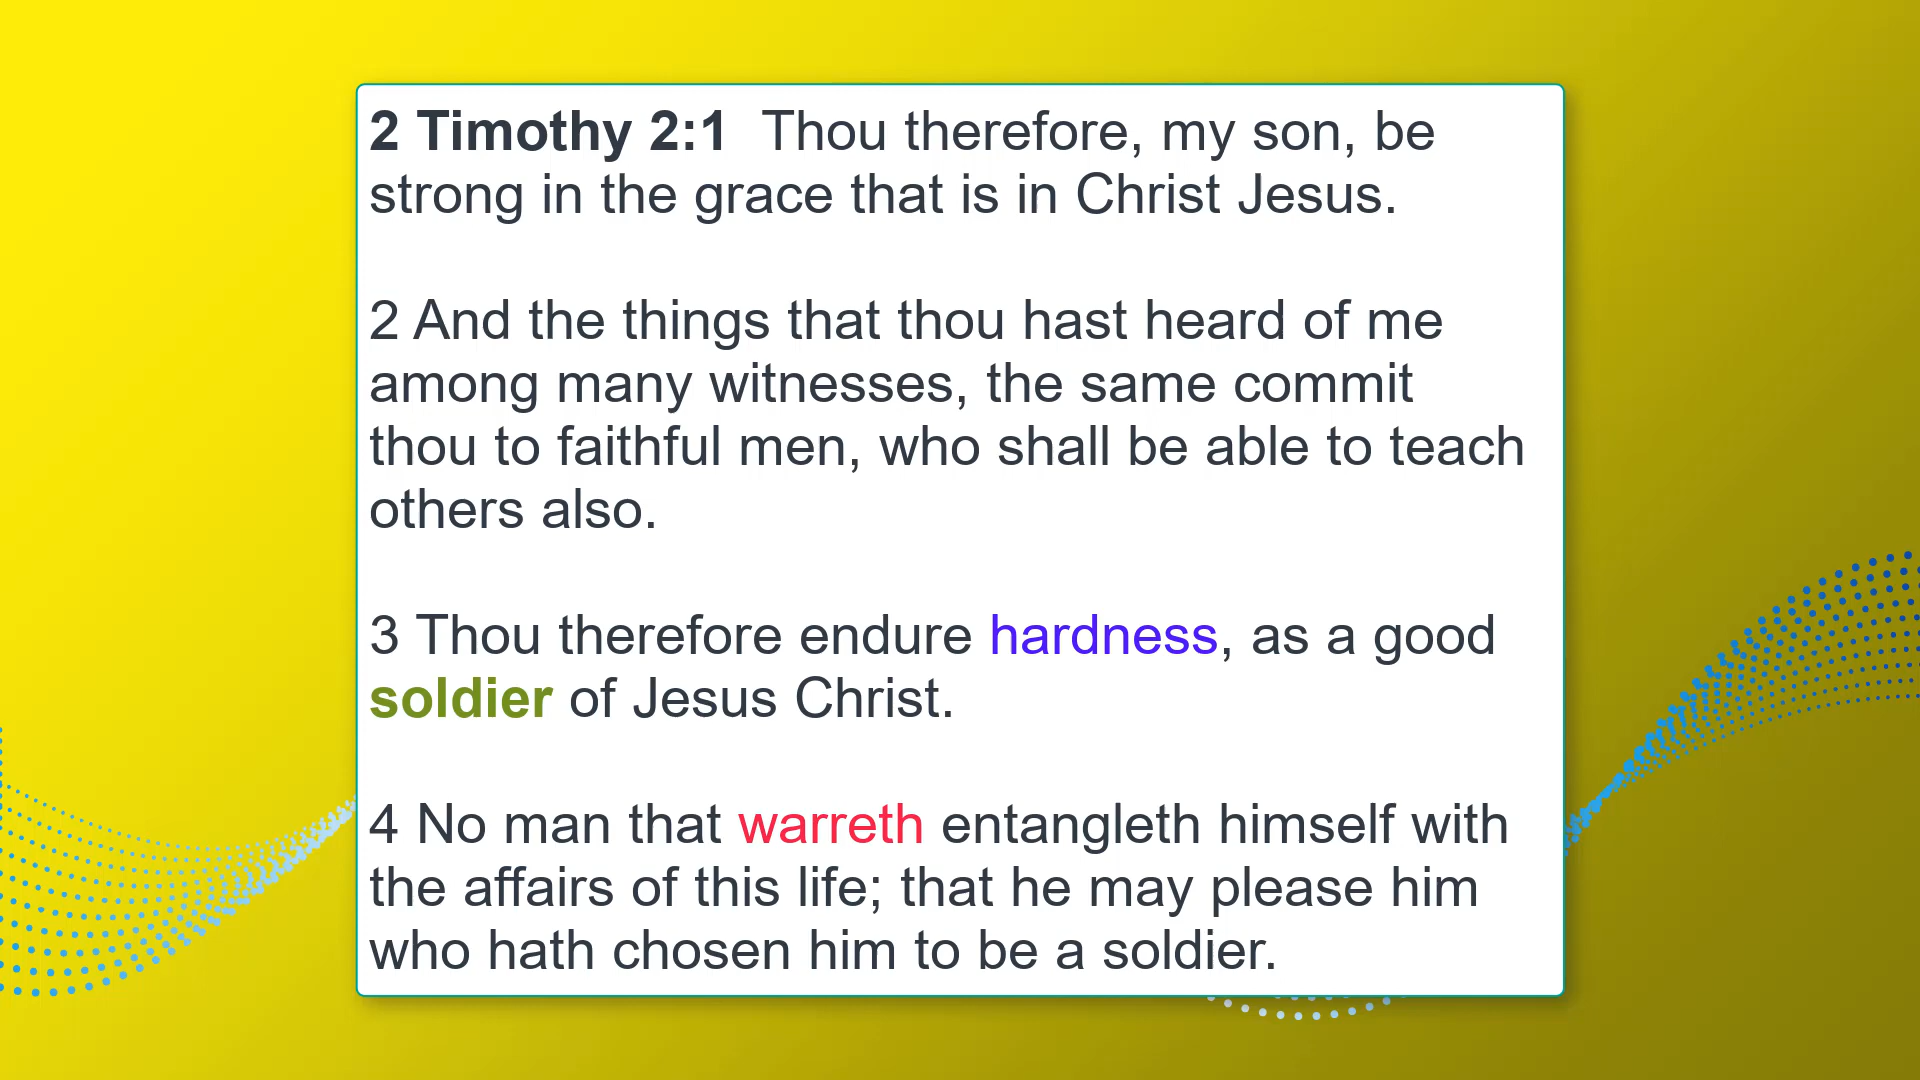 2 Timothy 2:1  Thou therefore, my son, be
strong in the grace that is in Christ Jesus.
2 And the things that thou hast heard of me
among many witnesses, the same commit
thou to faithful men, who shall be able to teach
others also.
3 Thou therefore endure hardness, as a good
soldier of Jesus Christ.
4 No man that warreth entangleth himself with
the affairs of this life; that he may please him
who hath chosen him to be a soldier.